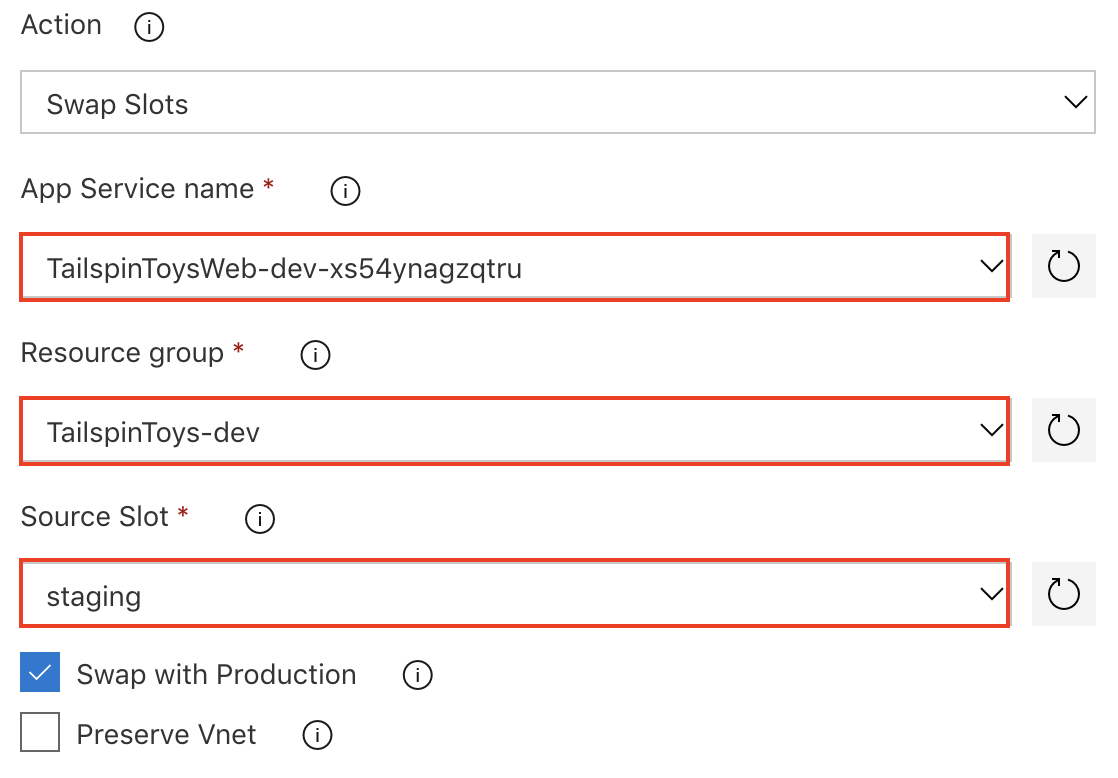 Action
Swap Slots
App Service name *
TailspinToysWeb-dev-xs54ynagzqtru
Resource group *
TailspinToys-dev
Source Slot *
staging
Swap with Production
Preserve Vnet